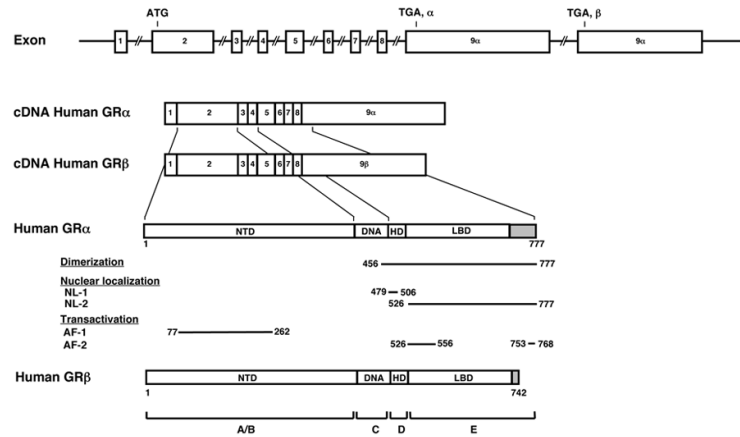 ATG TGA, α TGA, β
Exon 1 2 3 4 5 6 7 8 9α 9α
cDNA Human GRα 1 2 3 4 5 6 7 8 9α
cDNA Human GRβ 1 2 3 4 5 6 7 8 9β
Human GRα NTD DNA HD LBD
1 777
Dimerization 456 777
Nuclear localization
NL-1 479 506
NL-2 526 777
Transactivation
AF-1 77 262
AF-2 526 556 753 768
Human GRβ NTD DNA HD LBD
1 742
A/B C D E